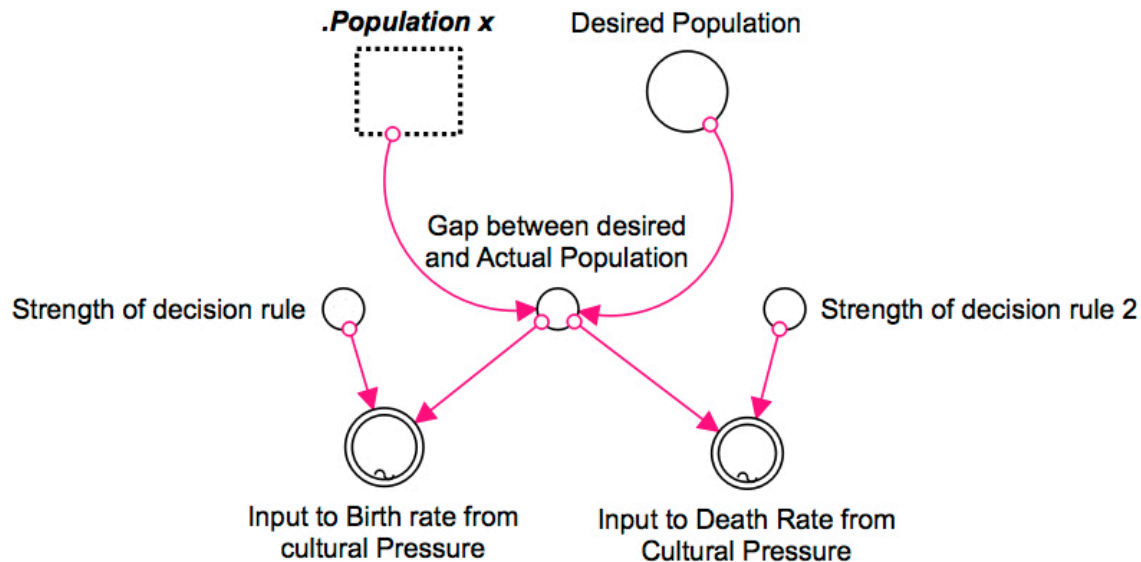 .Population x
Desired Population
Gap between desired
and Actual Population
Strength of decision rule
Strength of decision rule 2
Input to Birth rate from
cultural Pressure
Input to Death Rate from
Cultural Pressure